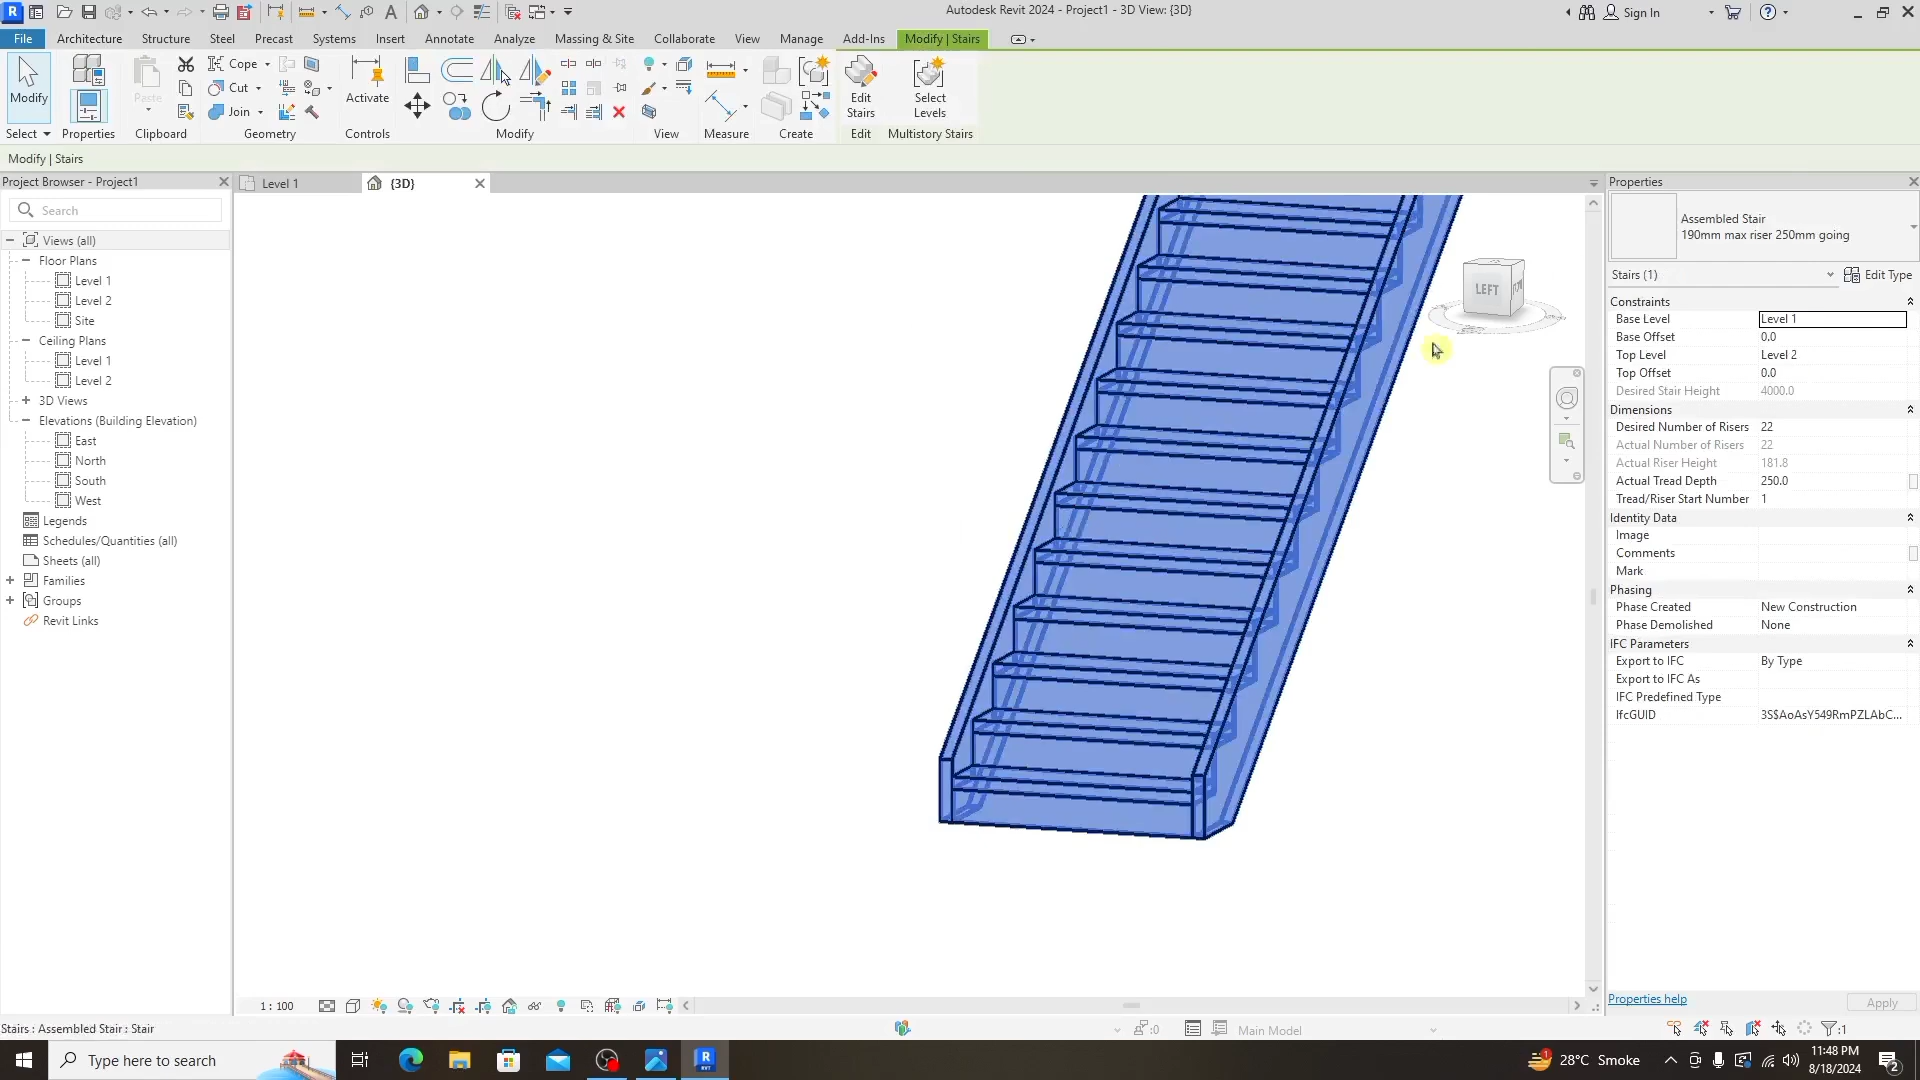 Autodesk Revit 2024 - Project1 - 3D View: {3D}
Sign In
File Architecture Structure Steel Precast Systems Insert Annotate Analyze Massing & Site Collaborate View Manage Add-Ins Modify | Stairs
Modify
Select
Properties
Paste
Clipboard
Cope
Cut
Join
Geometry
Activate
Controls
Modify
View
Measure
Create
Edit
Stairs
Edit
Select
Levels
Multistory Stairs
Modify | Stairs
Project Browser - Project1
Search
Views (all)
Floor Plans
Level 1
Level 2
Site
Ceiling Plans
Level 1
Level 2
3D Views
Elevations (Building Elevation)
East
North
South
West
Legends
Schedules/Quantities (all)
Sheets (all)
Families
Groups
Revit Links
Level 1
{3D}
LEFT
1 : 100
Properties
Assembled Stair
190mm max riser 250mm going
Stairs (1)
Edit Type
Constraints
Base Level Level 1
Base Offset 0.0
Top Level Level 2
Top Offset 0.0
Desired Stair Height 4000.0
Dimensions
Desired Number of Risers 22
Actual Number of Risers 22
Actual Riser Height 181.8
Actual Tread Depth 250.0
Tread/Riser Start Number 1
Identity Data
Image
Comments
Mark
Phasing
Phase Created New Construction
Phase Demolished None
IFC Parameters
Export to IFC By Type
Export to IFC As
IFC Predefined Type
IfcGUID 3S$AoAsY549RmPZLAbC...
Properties help
Apply
Stairs : Assembled Stair : Stair
:0
Main Model
:1
Type here to search
28°C Smoke
11:48 PM
8/18/2024
2